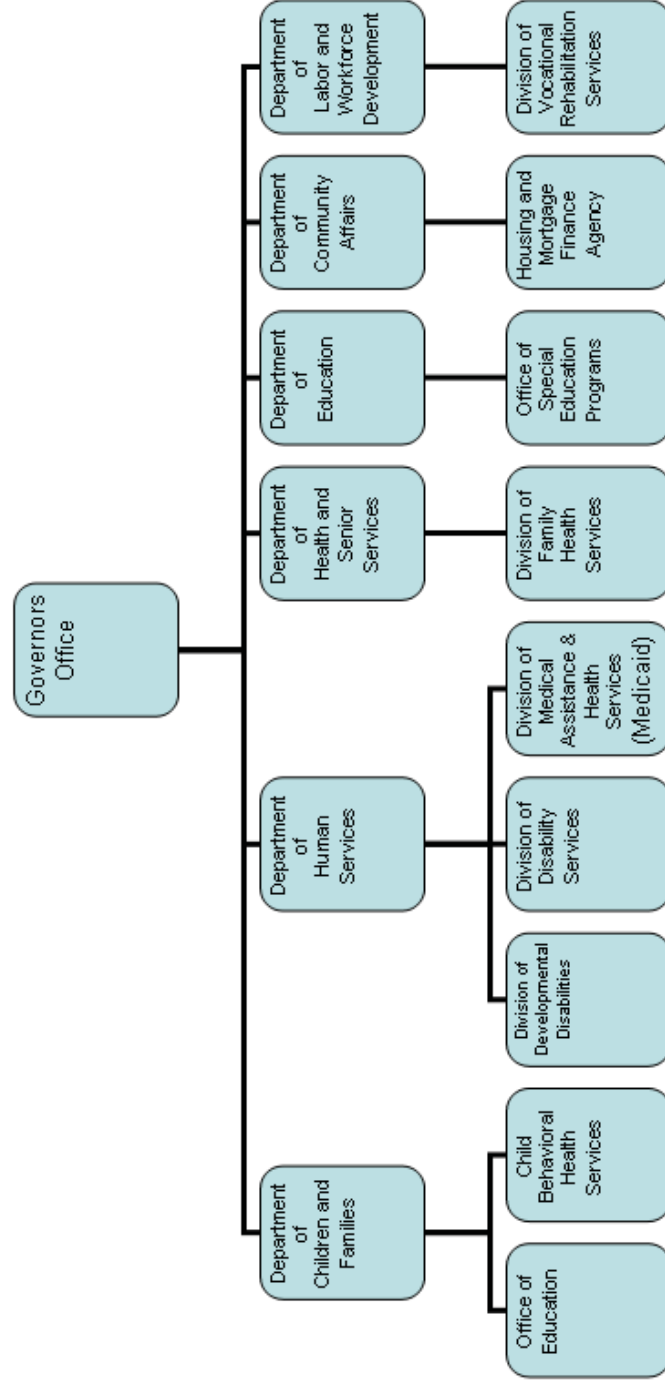 Governors
Office
Department
of
Children and
Families
Department
of
Human
Services
Department
of
Health and
Senior
Services
Department
of
Education
Department
of
Community
Affairs
Department
of
Labor and
Workforce
Development
Office of
Education
Child
Behavioral
Health
Services
Division of
Developmental
Disabilities
Division of
Disability
Services
Division of
Medical
Assistance &
Health
Services
(Medicaid)
Division of
Family
Health
Services
Office of
Special
Education
Programs
Housing and
Mortgage
Finance
Agency
Division of
Vocational
Rehabilitation
Services